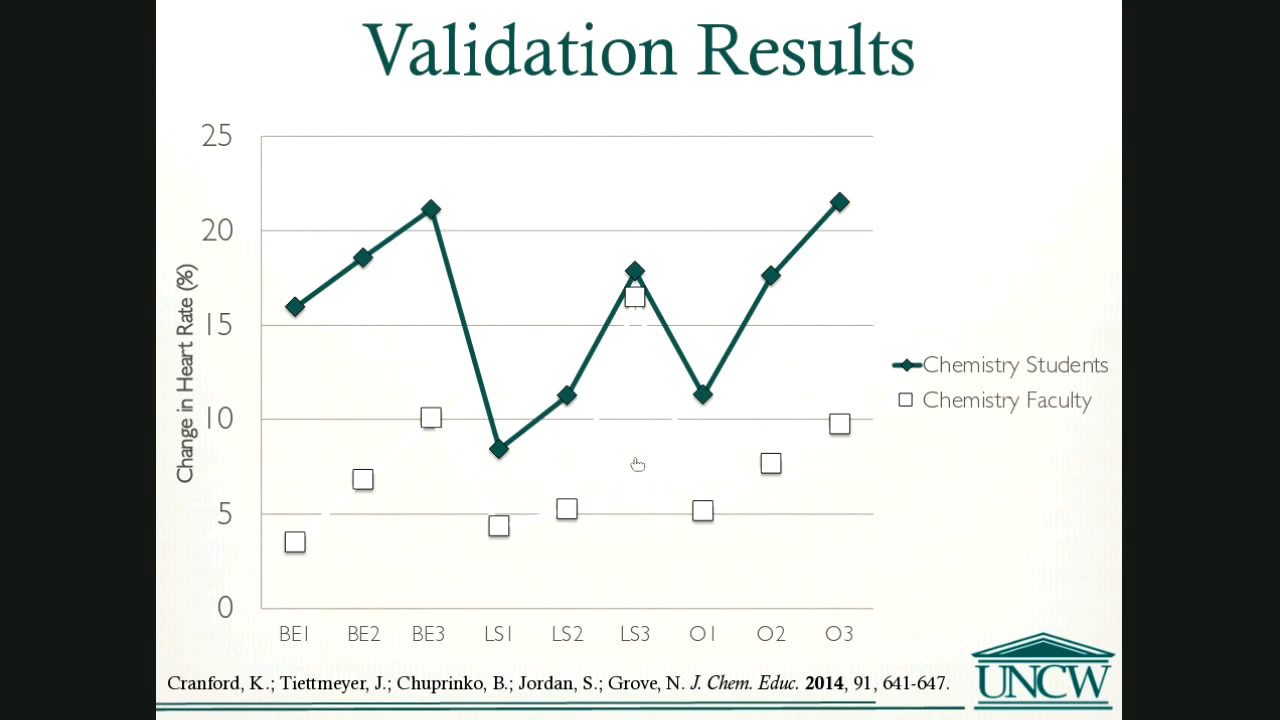 Validation Results
25
20
15
10
5
0
Change in Heart Rate (%)
BE1 BE2 BE3 LS1 LS2 LS3 O1 O2 O3
Chemistry Students
Chemistry Faculty
Cranford, K.; Tiettmeyer, J.; Chuprinko, B.; Jordan, S.; Grove, N. J. Chem. Educ. 2014, 91, 641-647.
UNCW